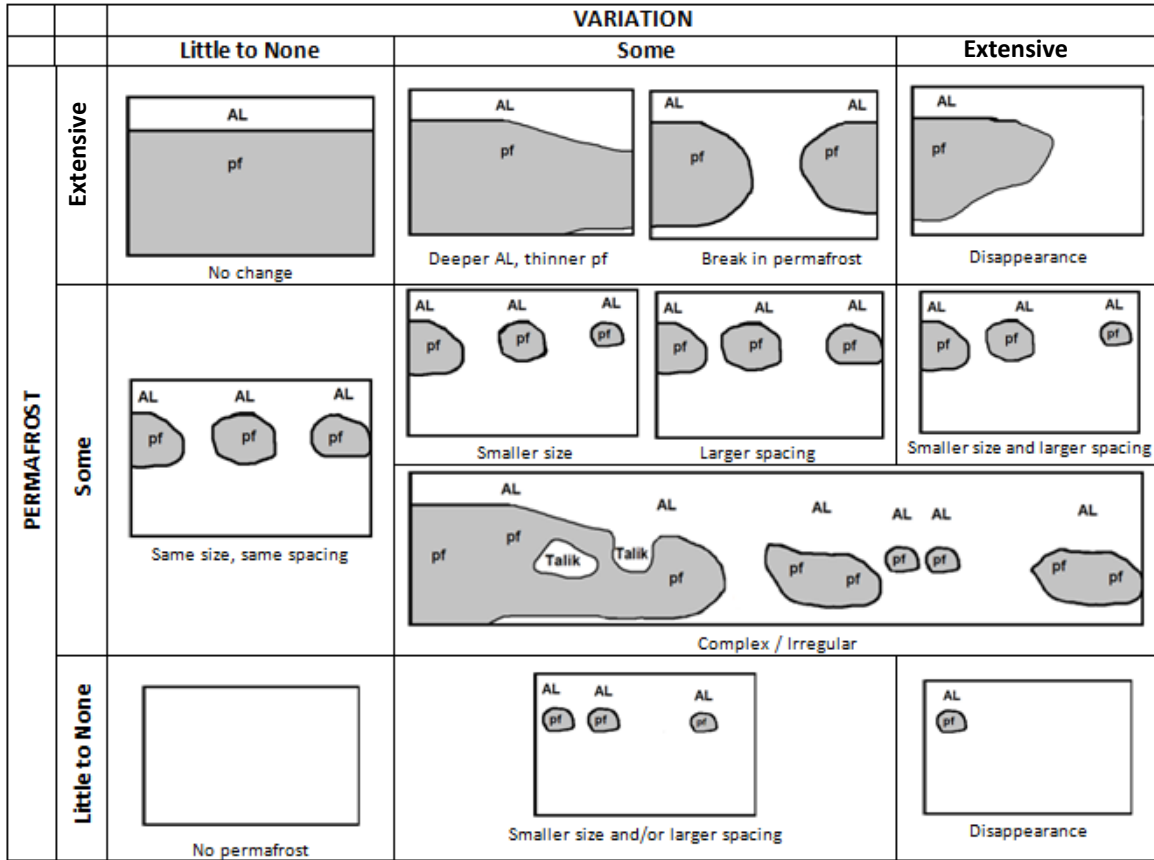 VARIATION
Little to None
Some
Extensive
PERMAFROST
Extensive
AL
pf
No change
AL
pf
Deeper AL, thinner pf
AL
AL
pf
pf
Break in permafrost
AL
pf
Disappearance
Some
AL
AL
AL
pf
pf
pf
Same size, same spacing
AL
AL
AL
pf
pf
pf
Smaller size
AL
AL
AL
pf
pf
pf
Larger spacing
AL
AL
AL
pf
pf
pf
Smaller size and larger spacing
AL
AL
AL
AL
AL
AL
pf
pf
Talik
Talik
pf
pf
pf
pf
pf
pf
pf
Complex / Irregular
Little to None
No permafrost
AL
AL
AL
pf
pf
pf
Smaller size and/or larger spacing
AL
pf
Disappearance